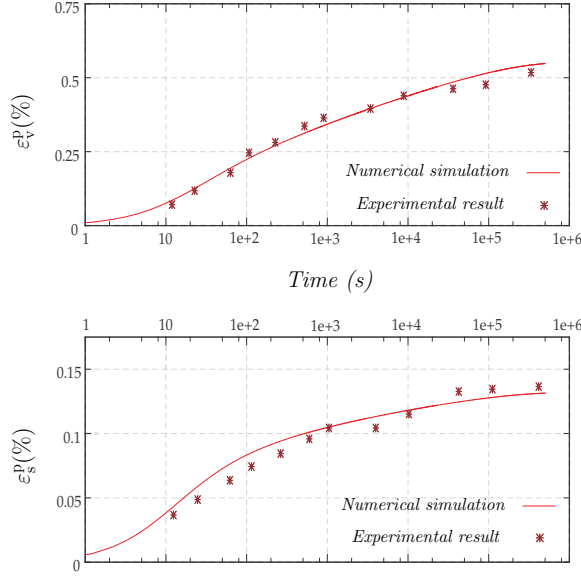 0.75
0.5
ε_v^p(%)
0.25
Numerical simulation
Experimental result
0
1 10 1e+2 1e+3 1e+4 1e+5 1e+6
Time (s)
1 10 1e+2 1e+3 1e+4 1e+5 1e+6
0.15
0.1
ε_s^p(%)
0.05
Numerical simulation
Experimental result
0